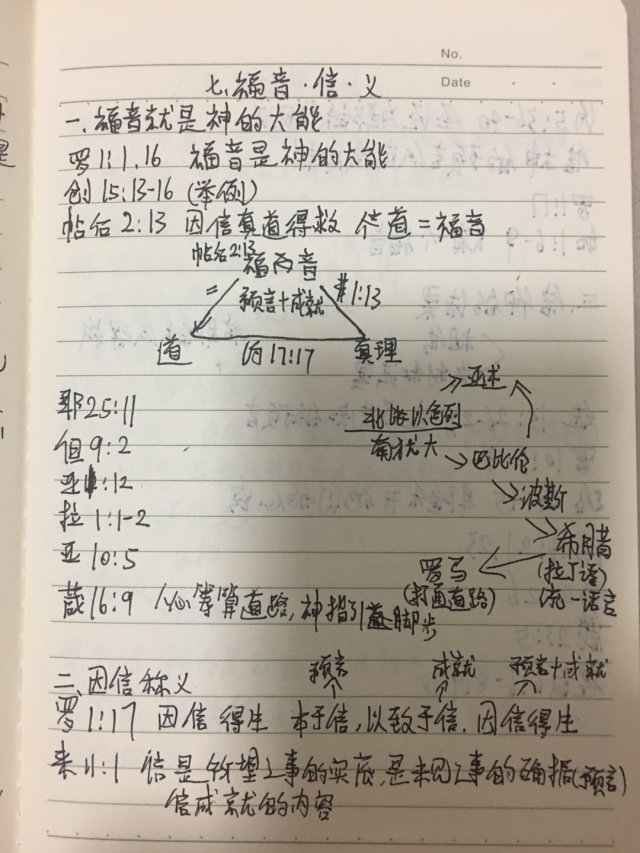 No.
七、福音·信·义
Date
一、福音就是神的大能
罗1:1,16 福音是神的大能
创15:13-16 (举例)
帖后2:13 因信真道得救 道=福音
帖后2:13
福音
= 预言+成就 1:13
道 约17:17 真理
耶25:11
但9:2
1:12
拉1:1-2
亚10:5
箴16:9 人心筹算道路,神指引脚步
亚述
北以色列
南犹大
巴比伦
波斯
希腊
罗马
(打通道路)
(拉丁语)
统一语言
二、因信称义
预言 成就 预言+成就
罗1:17 因信得生 本于信,以致于信,因信得生
来11:1 信是所望之事的实底,是未见之事的确据(预言)
信成就的内容